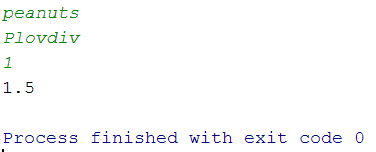 peanuts
Plovdiv
1
1.5
Process finished with exit code 0